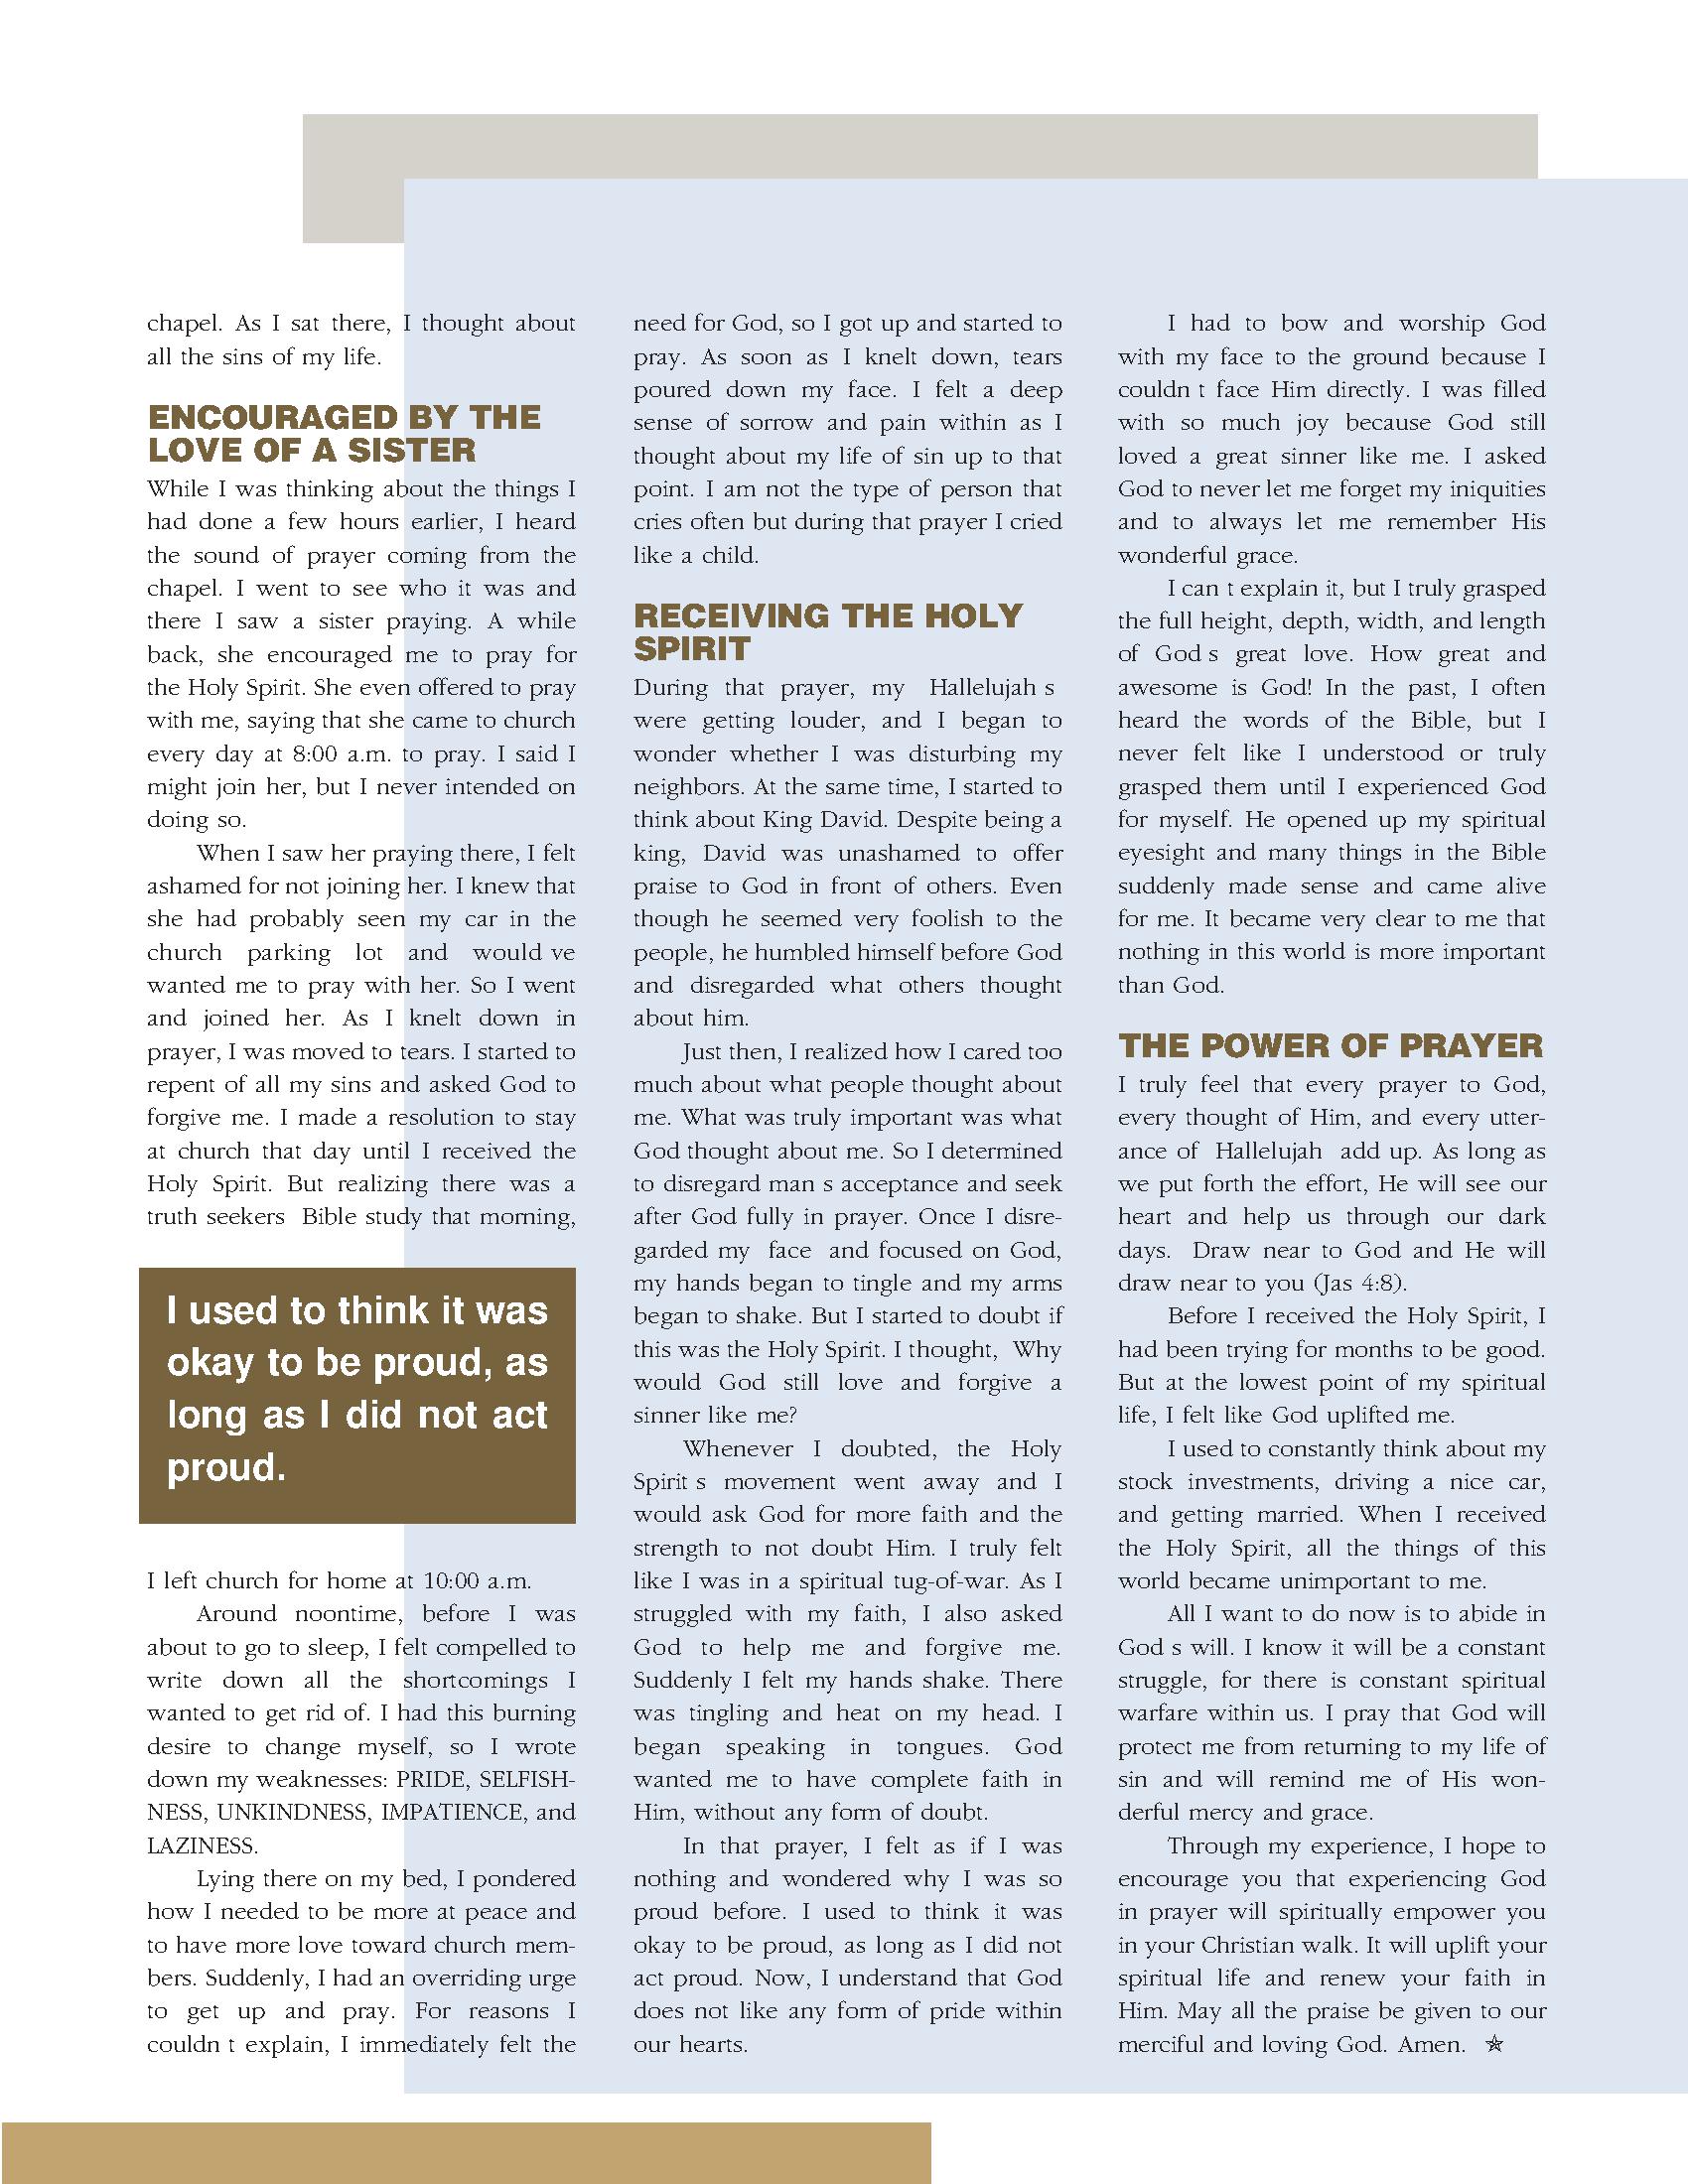 chapel. As I sat there, I thought about
all the sins of my life.
ENCOURAGED BY THE
LOVE OF A SISTER
While I was thinking about the things I
had done a few hours earlier, I heard
the sound of prayer coming from the
chapel. I went to see who it was and
there I saw a sister praying. A while
back, she encouraged me to pray for
the Holy Spirit. She even offered to pray
with me, saying that she came to church
every day at 8:00 a.m. to pray. I said I
might join her, but I never intended on
doing so.
When I saw her praying there, I felt
ashamed for not joining her. I knew that
she had probably seen my car in the
church parking lot and would ve
wanted me to pray with her. So I went
and joined her. As I knelt down in
prayer, I was moved to tears. I started to
repent of all my sins and asked God to
forgive me. I made a resolution to stay
at church that day until I received the
Holy Spirit. But realizing there was a
truth seekers Bible study that morning,
I used to think it was
okay to be proud, as
long as I did not act
proud.
I left church for home at 10:00 a.m.
Around noontime, before I was
about to go to sleep, I felt compelled to
write down all the shortcomings I
wanted to get rid of. I had this burning
desire to change myself, so I wrote
down my weaknesses: PRIDE, SELFISH-
NESS, UNKINDNESS, IMPATIENCE, and
LAZINESS.
Lying there on my bed, I pondered
how I needed to be more at peace and
to have more love toward church mem-
bers. Suddenly, I had an overriding urge
to get up and pray. For reasons I
couldn t explain, I immediately felt the
need for God, so I got up and started to
pray. As soon as I knelt down, tears
poured down my face. I felt a deep
sense of sorrow and pain within as I
thought about my life of sin up to that
point. I am not the type of person that
cries often but during that prayer I cried
like a child.
RECEIVING THE HOLY
SPIRIT
During that prayer, my Hallelujah s
were getting louder, and I began to
wonder whether I was disturbing my
neighbors. At the same time, I started to
think about King David. Despite being a
king, David was unashamed to offer
praise to God in front of others. Even
though he seemed very foolish to the
people, he humbled himself before God
and disregarded what others thought
about him.
Just then, I realized how I cared too
much about what people thought about
me. What was truly important was what
God thought about me. So I determined
to disregard man s acceptance and seek
after God fully in prayer. Once I disre-
garded my face and focused on God,
my hands began to tingle and my arms
began to shake. But I started to doubt if
this was the Holy Spirit. I thought, Why
would God still love and forgive a
sinner like me?
Whenever I doubted, the Holy
Spirit s movement went away and I
would ask God for more faith and the
strength to not doubt Him. I truly felt
like I was in a spiritual tug-of-war. As I
struggled with my faith, I also asked
God to help me and forgive me.
Suddenly I felt my hands shake. There
was tingling and heat on my head. I
began speaking in tongues. God
wanted me to have complete faith in
Him, without any form of doubt.
In that prayer, I felt as if I was
nothing and wondered why I was so
proud before. I used to think it was
okay to be proud, as long as I did not
act proud. Now, I understand that God
does not like any form of pride within
our hearts.
I had to bow and worship God
with my face to the ground because I
couldn t face Him directly. I was filled
with so much joy because God still
loved a great sinner like me. I asked
God to never let me forget my iniquities
and to always let me remember His
wonderful grace.
I can t explain it, but I truly grasped
the full height, depth, width, and length
of God s great love. How great and
awesome is God! In the past, I often
heard the words of the Bible, but I
never felt like I understood or truly
grasped them until I experienced God
for myself. He opened up my spiritual
eyesight and many things in the Bible
suddenly made sense and came alive
for me. It became very clear to me that
nothing in this world is more important
than God.
THE POWER OF PRAYER
I truly feel that every prayer to God,
every thought of Him, and every utter-
ance of Hallelujah add up. As long as
we put forth the effort, He will see our
heart and help us through our dark
days. Draw near to God and He will
draw near to you (Jas 4:8).
Before I received the Holy Spirit, I
had been trying for months to be good.
But at the lowest point of my spiritual
life, I felt like God uplifted me.
I used to constantly think about my
stock investments, driving a nice car,
and getting married. When I received
the Holy Spirit, all the things of this
world became unimportant to me.
All I want to do now is to abide in
God s will. I know it will be a constant
struggle, for there is constant spiritual
warfare within us. I pray that God will
protect me from returning to my life of
sin and will remind me of His won-
derful mercy and grace.
Through my experience, I hope to
encourage you that experiencing God
in prayer will spiritually empower you
in your Christian walk. It will uplift your
spiritual life and renew your faith in
Him. May all the praise be given to our
merciful and loving God. Amen. ✯